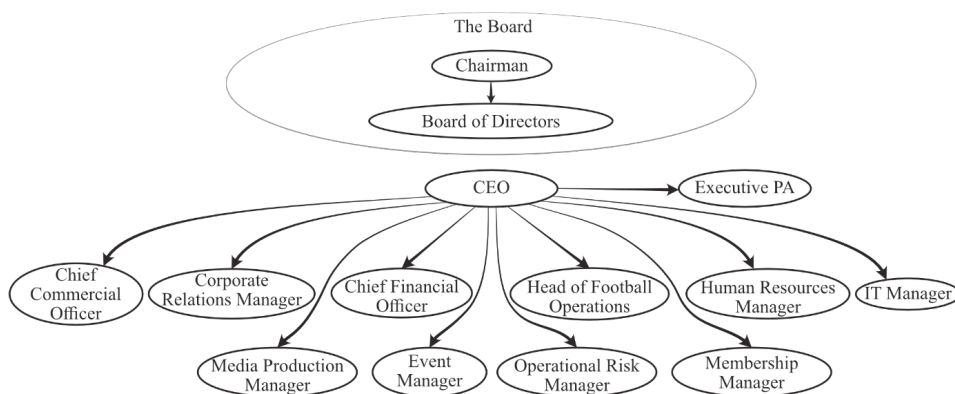 The Board
Chairman
Board of Directors
CEO
Executive PA
Chief
Commercial
Officer
Corporate
Relations Manager
Chief Financial
Officer
Head of Football
Operations
Human Resources
Manager
IT Manager
Media Production
Manager
Event
Manager
Operational Risk
Manager
Membership
Manager